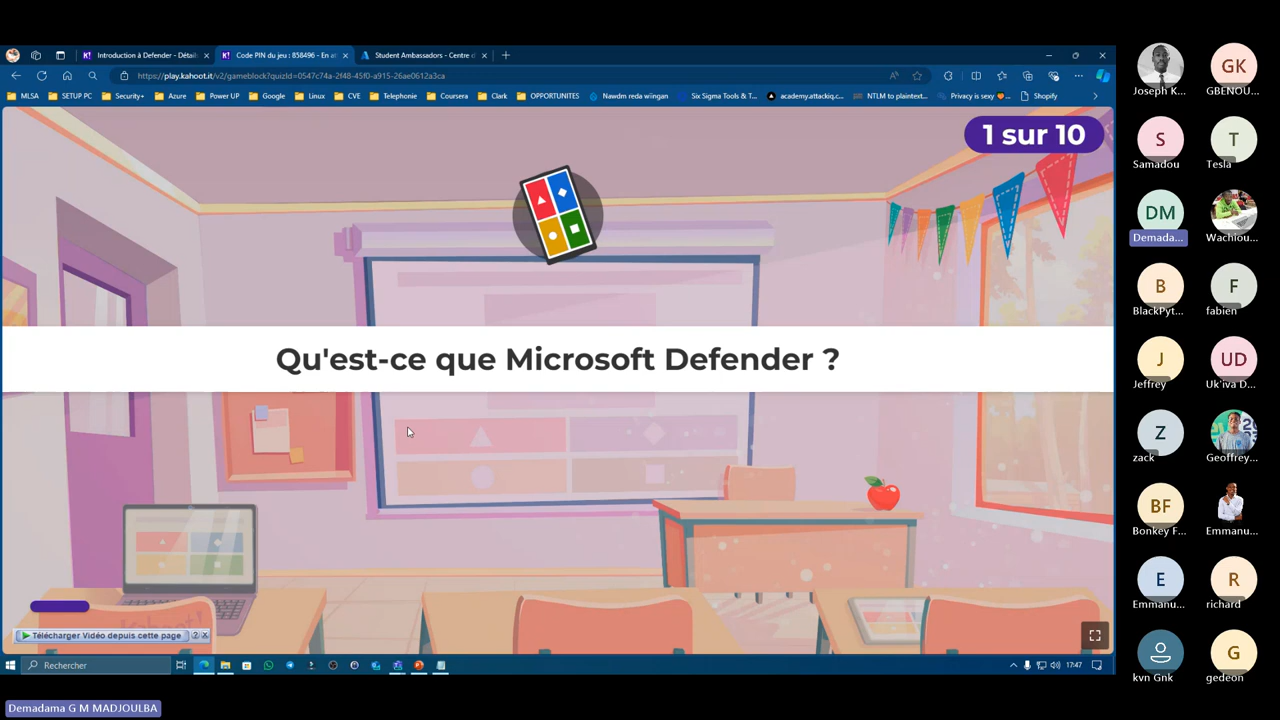 Introduction à Defender - Détail
Code PIN du jeu : 858496 - En at
Student Ambassadors - Centre d
https://play.kahoot.it/v2/gameblock?quizId=0547c74a-2f48-45f0-a915-26ae0612a3ca
MLSA
SETUP PC
Security+
Azure
Power UP
Google
Linux
CVE
Telephonie
Coursera
Clark
OPPORTUNITES
Nawdm reda wïngan
Six Sigma Tools & T...
academy.attackiq.c...
NTLM to plaintext...
Privacy is sexy
Shopify
1 sur 10
Qu'est-ce que Microsoft Defender ?
Télécharger Vidéo depuis cette page
? X
Rechercher
17:47
Demadama G M MADJOULBA
Joseph K...
GK
GBENOU...
S
Samadou
T
Tesla
DM
Demada...
Wachiou...
B
BlackPyt...
F
fabien
J
Jeffrey
UD
Uk'iva D...
Z
zack
Geoffrey...
BF
Bonkey F...
Emmanu...
E
Emmanu...
R
richard
kvn Gnk
G
gedeon